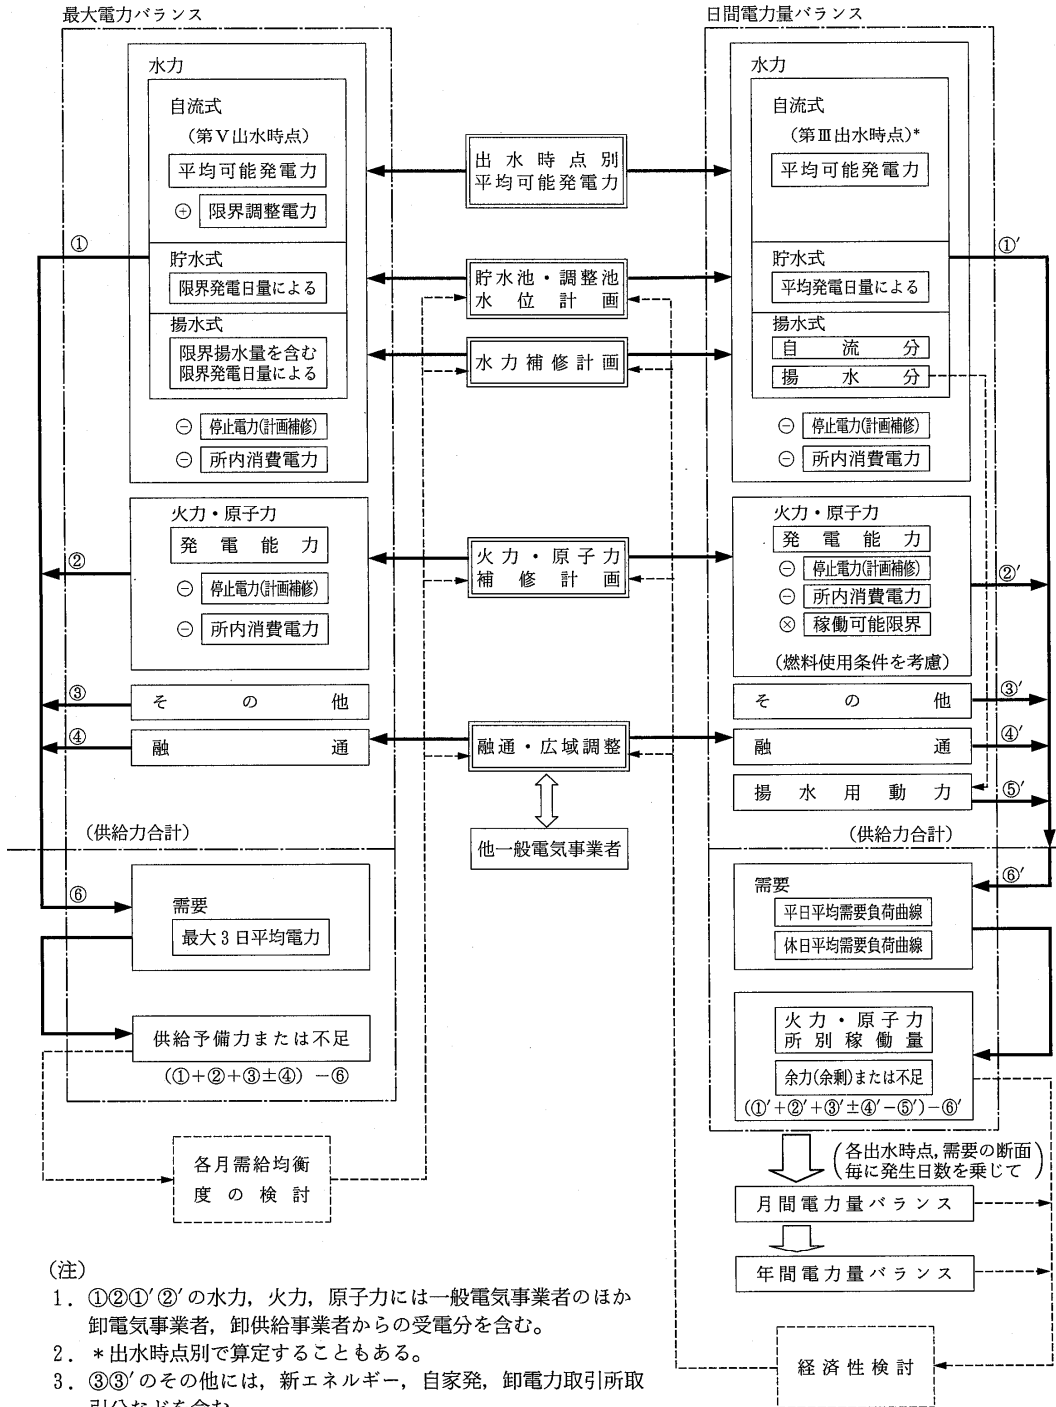 最大電力バランス
水力
自流式
(第Ⅴ出水時点)
平均可能発電力
⊕ 限界調整電力
①
貯水式
限界発電日量による
揚水式
限界揚水量を含む
限界発電日量による
⊖ 停止電力(計画補修)
⊖ 所内消費電力
火力・原子力
発電能力
②
⊖ 停止電力(計画補修)
⊖ 所内消費電力
③
その他
④
融通
(供給力合計)
⑥
需要
最大3日平均電力
供給予備力または不足
(①+②+③±④)-⑥
各月需給均衡
度の検討
出水時点別
平均可能発電力
貯水池・調整池
水位計画
水力補修計画
火力・原子力
補修計画
融通・広域調整
他一般電気事業者
日間電力量バランス
水力
自流式
(第Ⅲ出水時点)*
平均可能発電力
①′
貯水式
平均発電日量による
揚水式
自流分
揚水分
⊖ 停止電力(計画補修)
⊖ 所内消費電力
火力・原子力
発電能力
⊖ 停止電力(計画補修)
②′
⊖ 所内消費電力
⊗ 稼働可能限界
(燃料使用条件を考慮)
③′
その他
④′
融通
⑤′
揚水用動力
(供給力合計)
⑥′
需要
平日平均需要負荷曲線
休日平均需要負荷曲線
火力・原子力
所別稼働量
余力(余剰)または不足
(①′+②′+③′±④′-⑤′)-⑥′
(各出水時点,需要の断面
毎に発生日数を乗じて)
月間電力量バランス
年間電力量バランス
経済性検討
(注)
1. ①②①′②′の水力,火力,原子力には一般電気事業者のほか
卸電気事業者,卸供給事業者からの受電分を含む。
2. *出水時点別で算定することもある。
3. ③③′のその他には,新エネルギー,自家発,卸電力取引所取
引分などを含む。